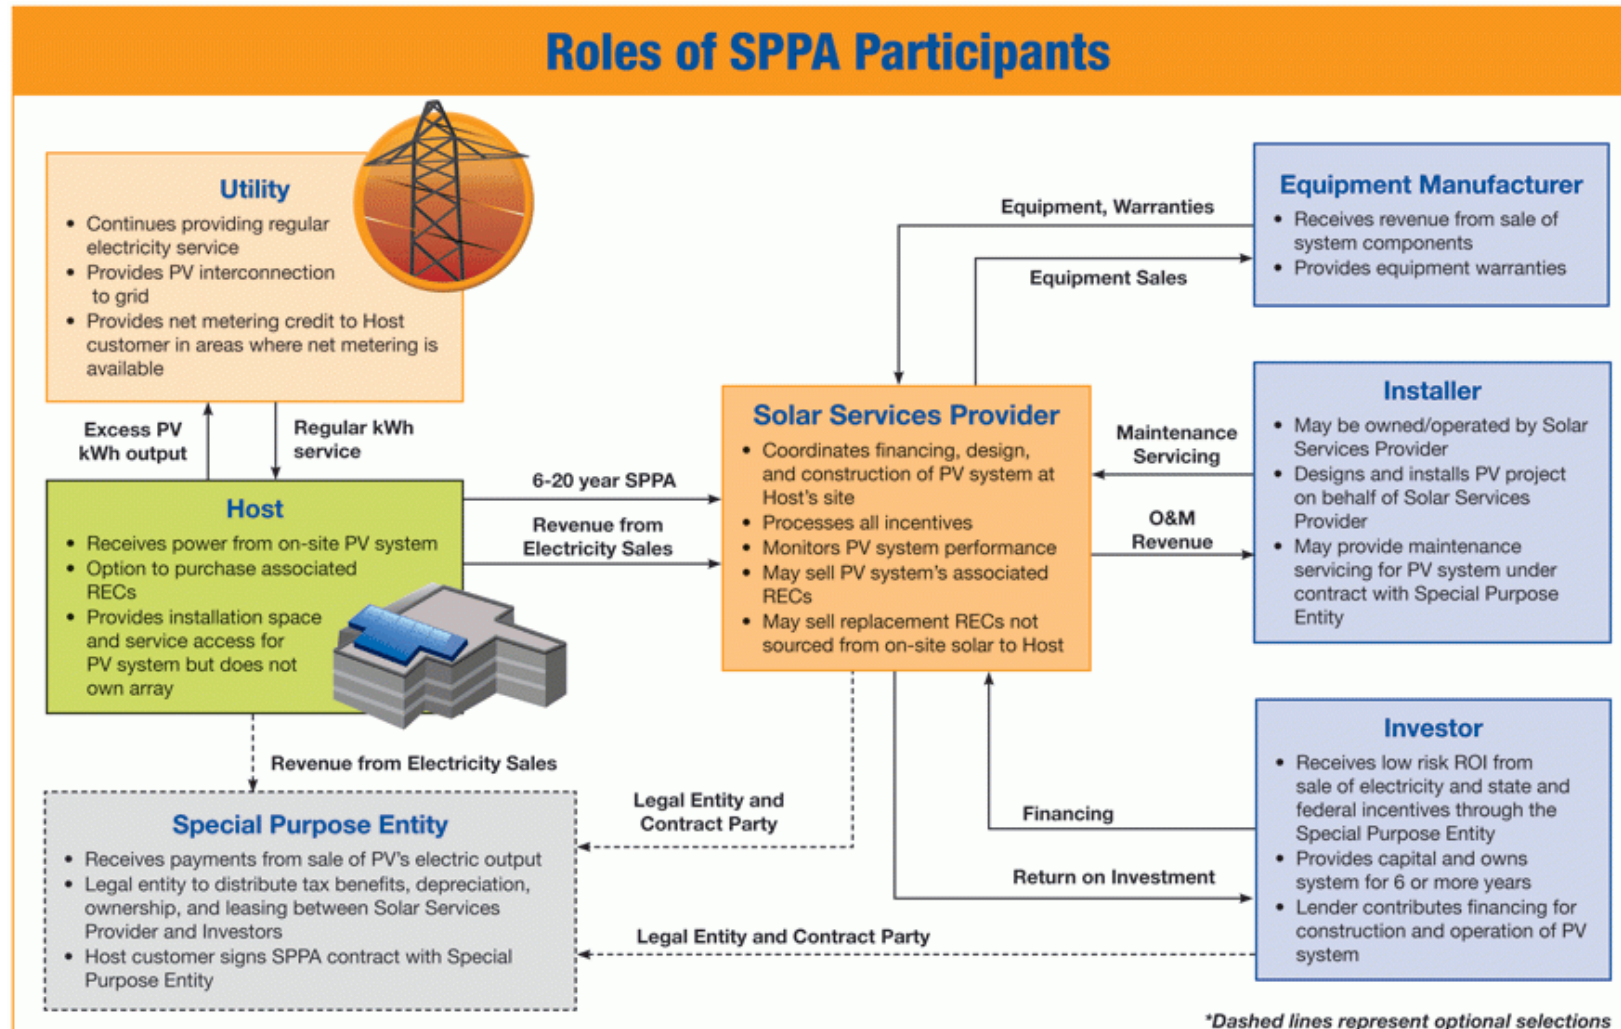 Roles of SPPA Participants
Utility
• Continues providing regular
electricity service
• Provides PV interconnection
to grid
• Provides net metering credit to Host
customer in areas where net metering is
available
Excess PV
kWh output
Regular kWh
service
Host
• Receives power from on-site PV system
• Option to purchase associated
RECs
• Provides installation space
and service access for
PV system but does not
own array
Revenue from Electricity Sales
Special Purpose Entity
• Receives payments from sale of PV's electric output
• Legal entity to distribute tax benefits, depreciation,
ownership, and leasing between Solar Services
Provider and Investors
• Host customer signs SPPA contract with Special
Purpose Entity
6-20 year SPPA
Revenue from
Electricity Sales
Solar Services Provider
• Coordinates financing, design,
and construction of PV system at
Host's site
• Processes all incentives
• Monitors PV system performance
• May sell PV system's associated
RECs
• May sell replacement RECs not
sourced from on-site solar to Host
Legal Entity and
Contract Party
Legal Entity and Contract Party
Equipment, Warranties
Equipment Sales
Equipment Manufacturer
• Receives revenue from sale of
system components
• Provides equipment warranties
Maintenance
Servicing
O&M
Revenue
Installer
• May be owned/operated by Solar
Services Provider
• Designs and installs PV project
on behalf of Solar Services
Provider
• May provide maintenance
servicing for PV system under
contract with Special Purpose
Entity
Financing
Return on Investment
Investor
• Receives low risk ROI from
sale of electricity and state and
federal incentives through the
Special Purpose Entity
• Provides capital and owns
system for 6 or more years
• Lender contributes financing for
construction and operation of PV
system
*Dashed lines represent optional selections